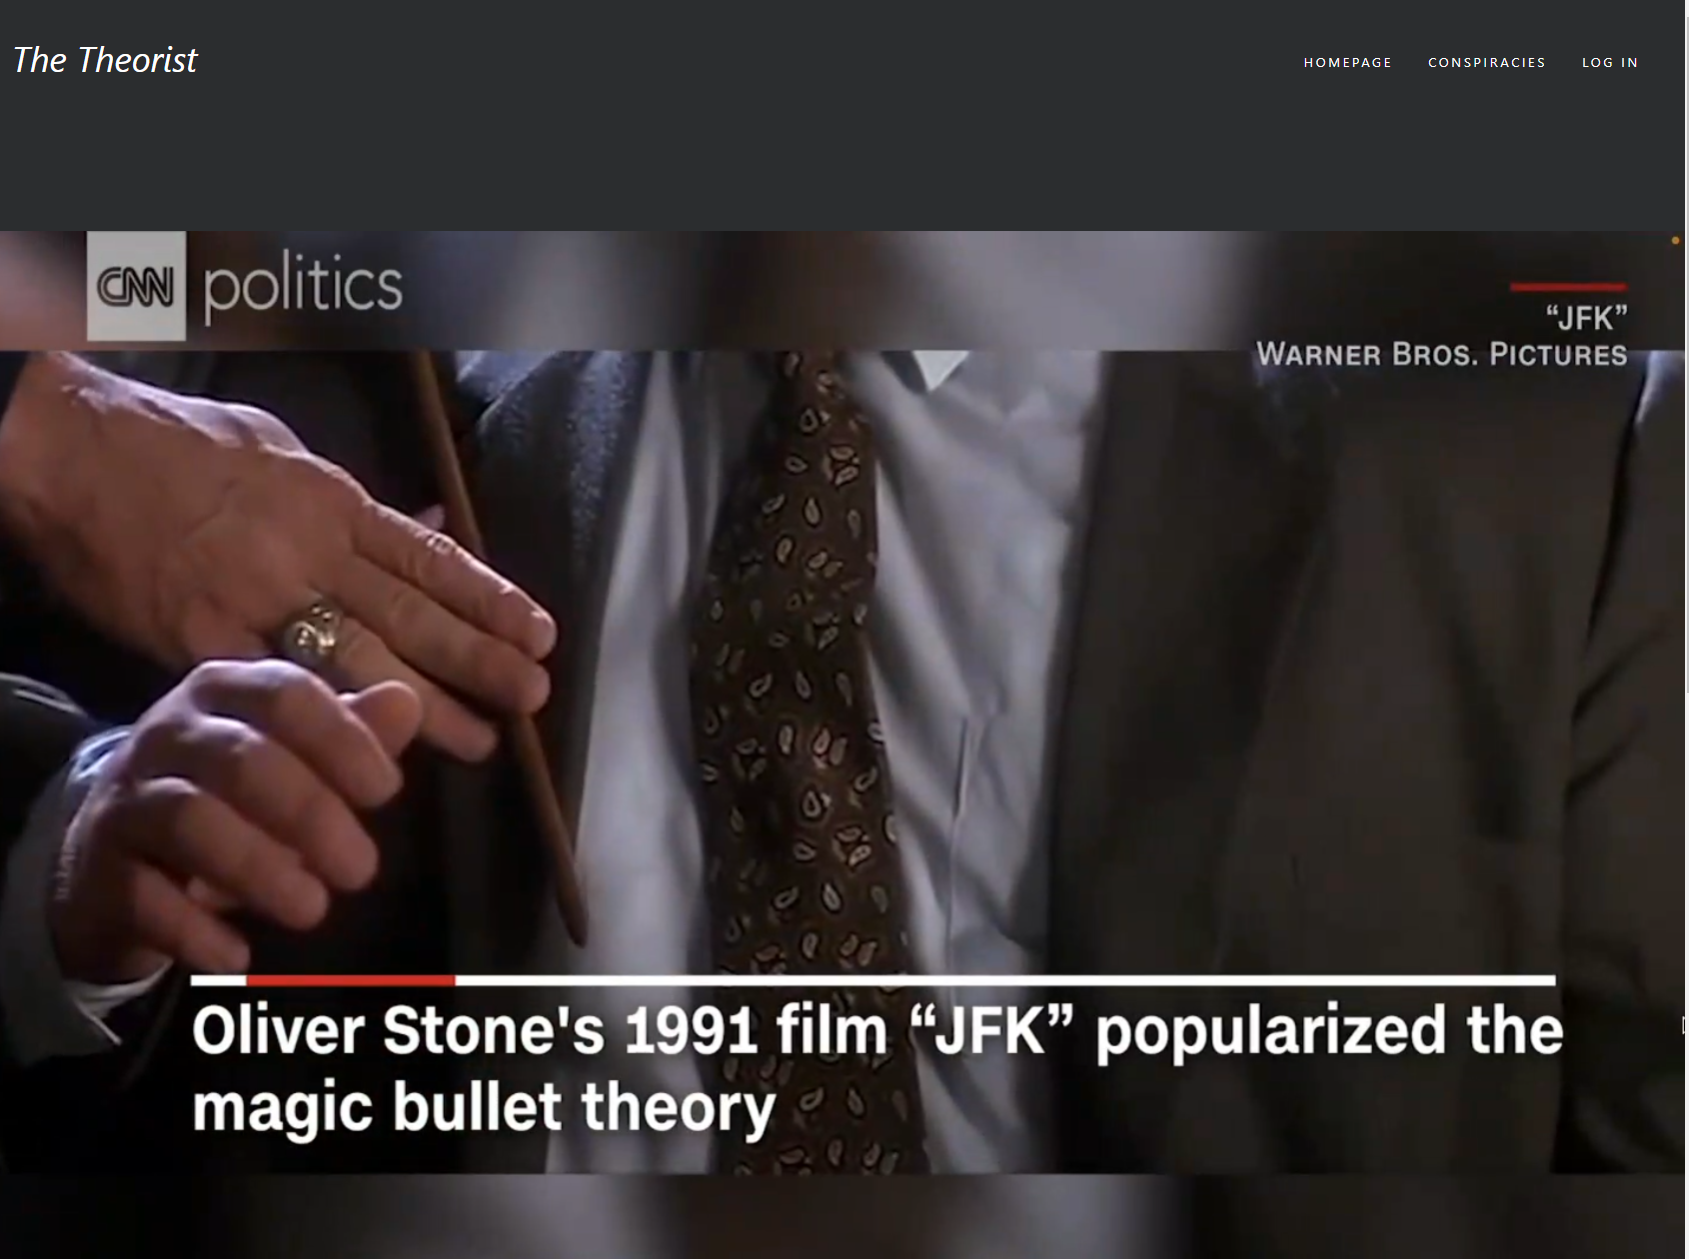 The Theorist
HOMEPAGE CONSPIRACIES LOG IN
CNN politics
“JFK”
WARNER BROS. PICTURES
Oliver Stone's 1991 film “JFK” popularized the
magic bullet theory